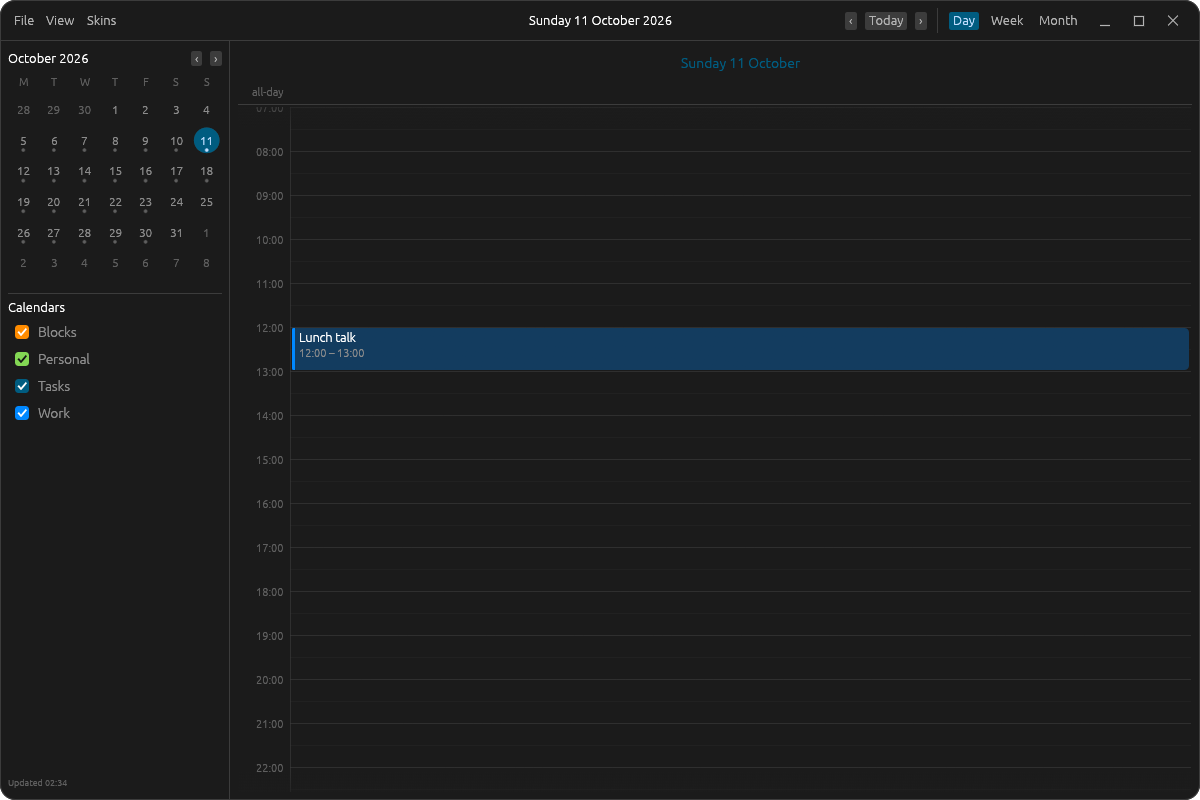 File View Skins
Sunday 11 October 2026
‹ Today › Day Week Month
October 2026 ‹ ›
M T W T F S S
28 29 30 1 2 3 4
5 6 7 8 9 10 11
12 13 14 15 16 17 18
19 20 21 22 23 24 25
26 27 28 29 30 31 1
2 3 4 5 6 7 8
Calendars
Blocks
Personal
Tasks
Work
Updated 02:34
Sunday 11 October
all-day
07:00
08:00
09:00
10:00
11:00
12:00
Lunch talk
12:00 – 13:00
13:00
14:00
15:00
16:00
17:00
18:00
19:00
20:00
21:00
22:00